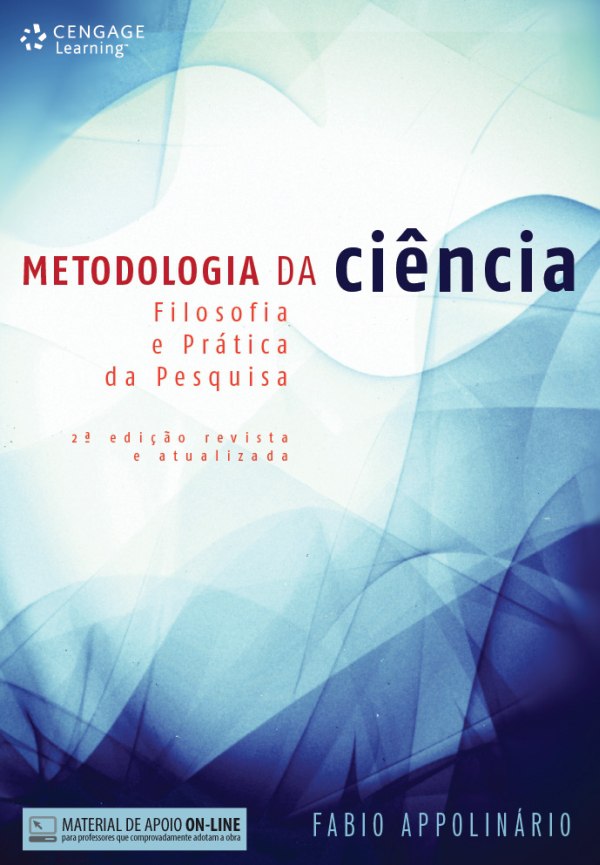 CENGAGE
Learning™
METODOLOGIA DA ciência
Filosofia
e Prática
da Pesquisa
2ª edição revista
e atualizada
MATERIAL DE APOIO ON-LINE
para professores que comprovadamente adotam a obra
FABIO APPOLINÁRIO